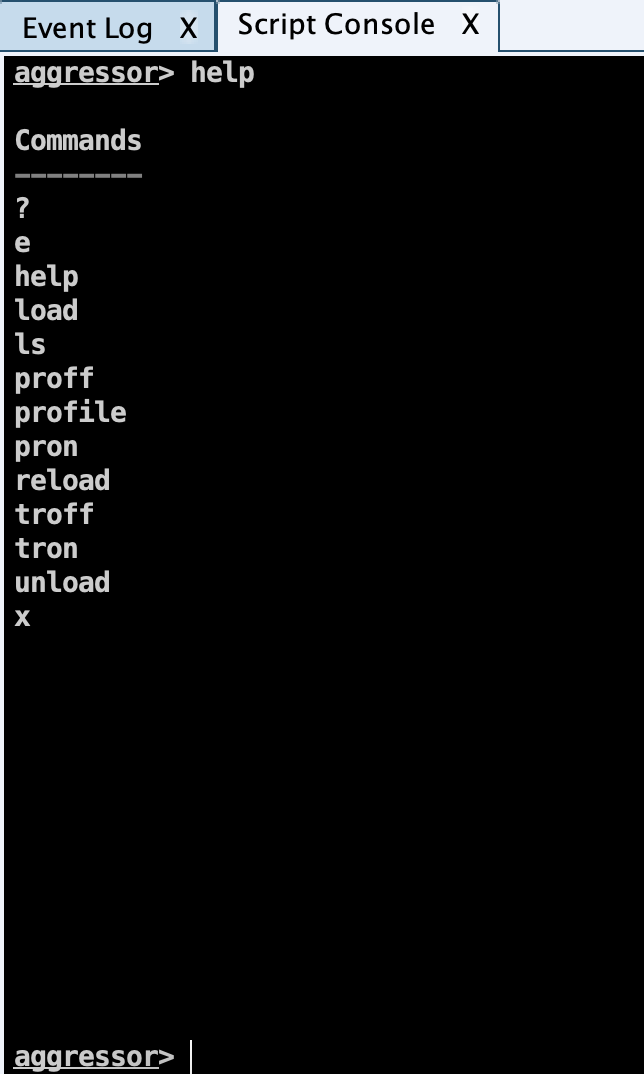 Event Log X Script Console X
aggressor> help
Commands
--------
?
e
help
load
ls
proff
profile
pron
reload
troff
tron
unload
x
aggressor>